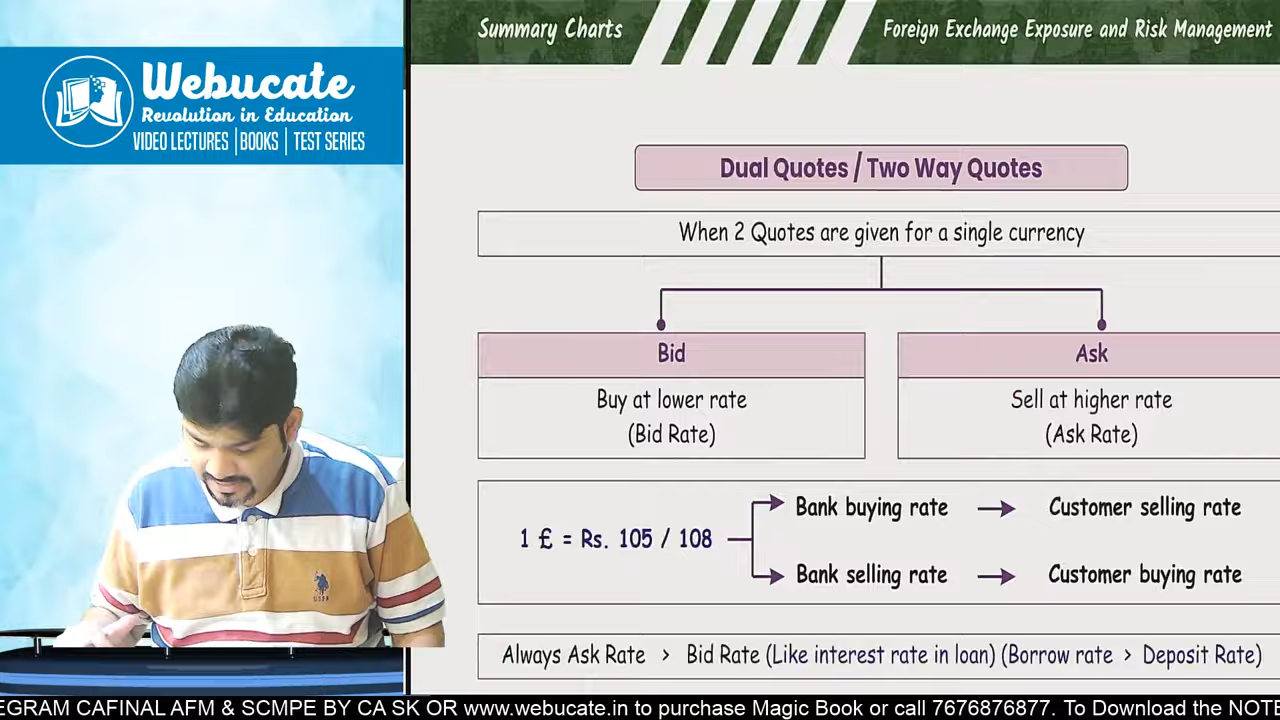 Summary Charts
Foreign Exchange Exposure and Risk Management
Webucate
Revolution in Education
VIDEO LECTURES | BOOKS | TEST SERIES
Dual Quotes / Two Way Quotes
When 2 Quotes are given for a single currency
Bid
Buy at lower rate
(Bid Rate)
Ask
Sell at higher rate
(Ask Rate)
1 £ = Rs. 105 / 108
Bank buying rate → Customer selling rate
Bank selling rate → Customer buying rate
Always Ask Rate > Bid Rate (Like interest rate in loan) (Borrow rate > Deposit Rate)
EGRAM CAFINAL AFM & SCMPE BY CA SK OR www.webucate.in to purchase Magic Book or call 7676876877. To Download the NOTE